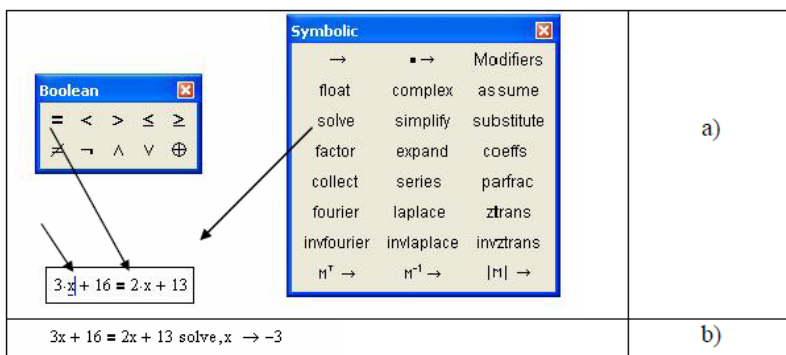 Symbolic
→ ▪ → Modifiers
Boolean
float complex assume
= < > ≤ ≥
solve simplify substitute
≠ ¬ ∧ ∨ ⊕
factor expand coeffs
collect series parfrac
fourier laplace ztrans
invfourier invlaplace invztrans
3·x + 16 = 2·x + 13
Mᵀ → M⁻¹ → |M| →
a)
3x + 16 = 2x + 13 solve,x → -3
b)